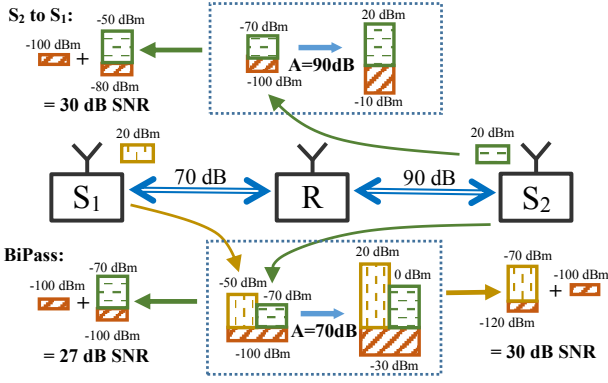 S₂ to S₁:
-50 dBm
-100 dBm
+
-80 dBm
= 30 dB SNR
-70 dBm
A=90dB
-100 dBm
20 dBm
-10 dBm
20 dBm
20 dBm
S₁
70 dB
R
90 dB
S₂
BiPass:
-70 dBm
-100 dBm
+
-100 dBm
= 27 dB SNR
-50 dBm
-70 dBm
A=70dB
-100 dBm
20 dBm
0 dBm
-30 dBm
-70 dBm
+
-100 dBm
-120 dBm
= 30 dB SNR